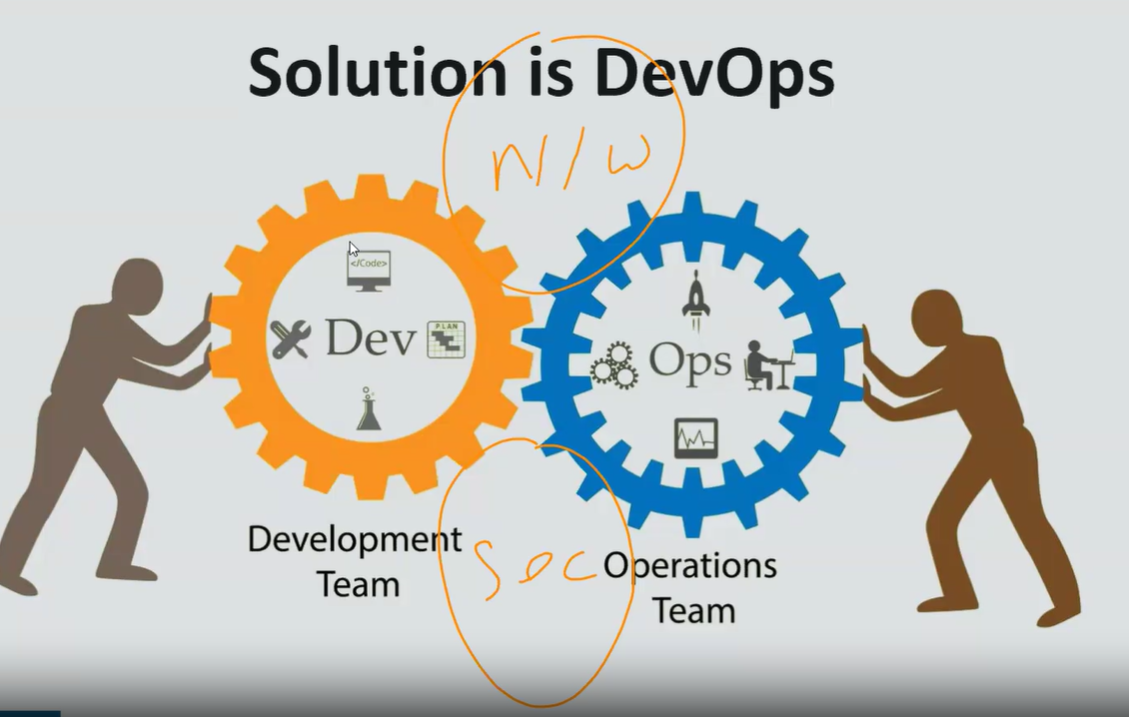 Solution is DevOps
N/W
</Code>
Dev
PLAN
Ops
Development
Team
Soc
Operations
Team